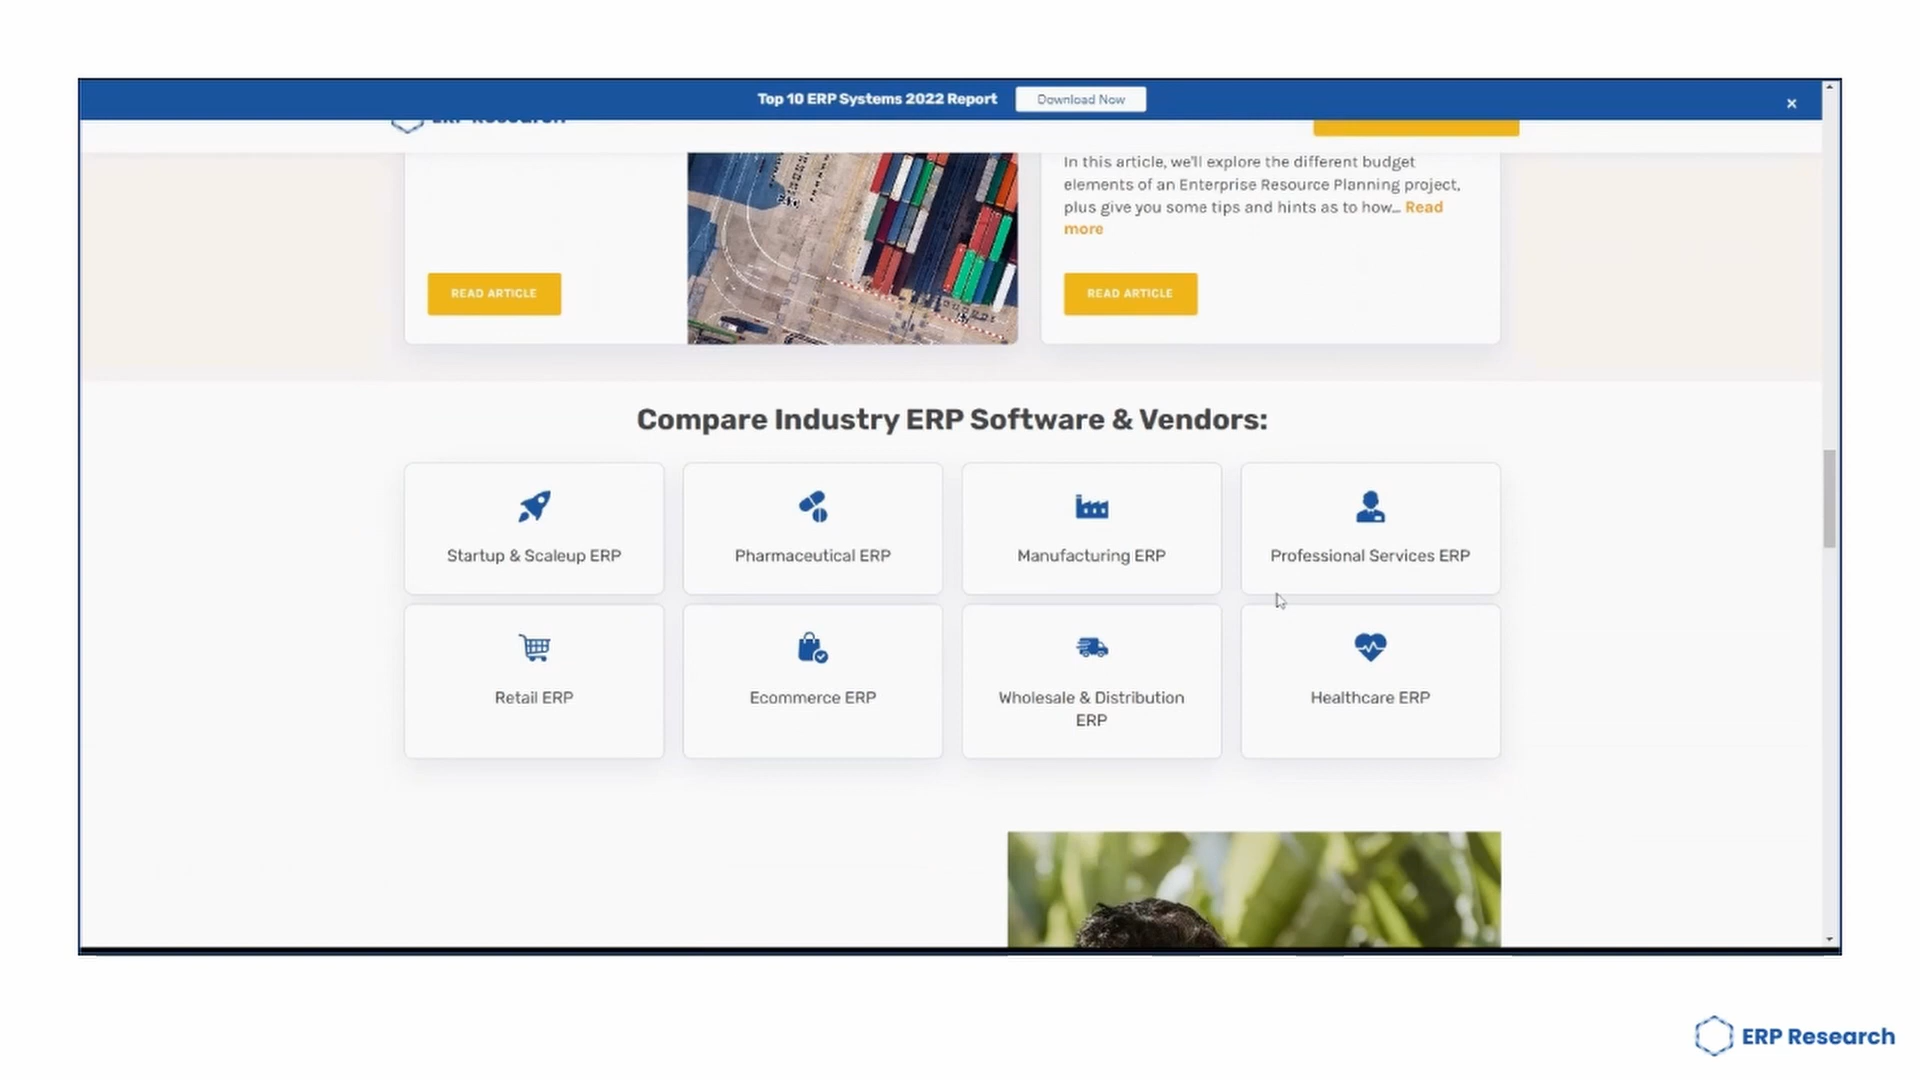 Top 10 ERP Systems 2022 Report
Download Now
×
ERP Research
In this article, we'll explore the different budget
elements of an Enterprise Resource Planning project,
plus give you some tips and hints as to how... Read
more
READ ARTICLE
READ ARTICLE
Compare Industry ERP Software & Vendors:
Startup & Scaleup ERP
Pharmaceutical ERP
Manufacturing ERP
Professional Services ERP
Retail ERP
Ecommerce ERP
Wholesale & Distribution
ERP
Healthcare ERP
ERP Research